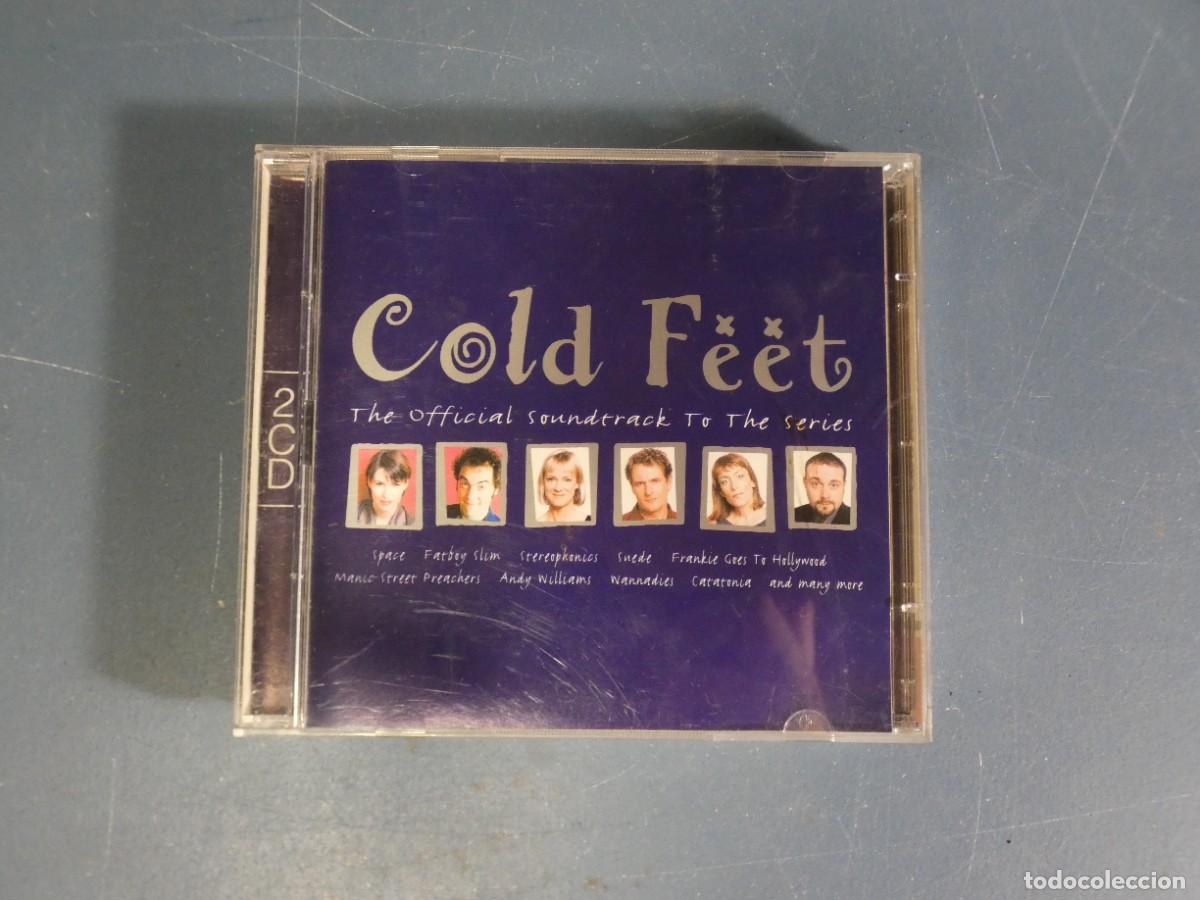 2CD
Cold Feet
The Official Soundtrack To The Series
Space Fatboy Slim Stereophonics Suede Frankie Goes To Hollywood
Manic Street Preachers Andy Williams Wannadies Catatonia and many more
todocoleccion